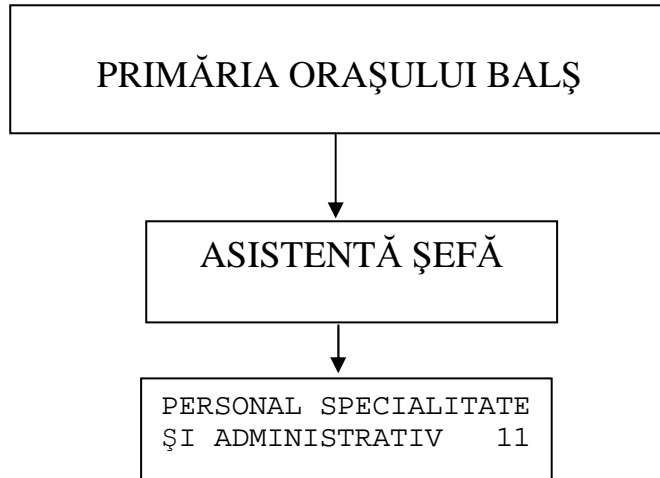 PRIMĂRIA ORAŞULUI BALŞ
ASISTENTĂ ŞEFĂ
PERSONAL SPECIALITATE
ŞI ADMINISTRATIV 11